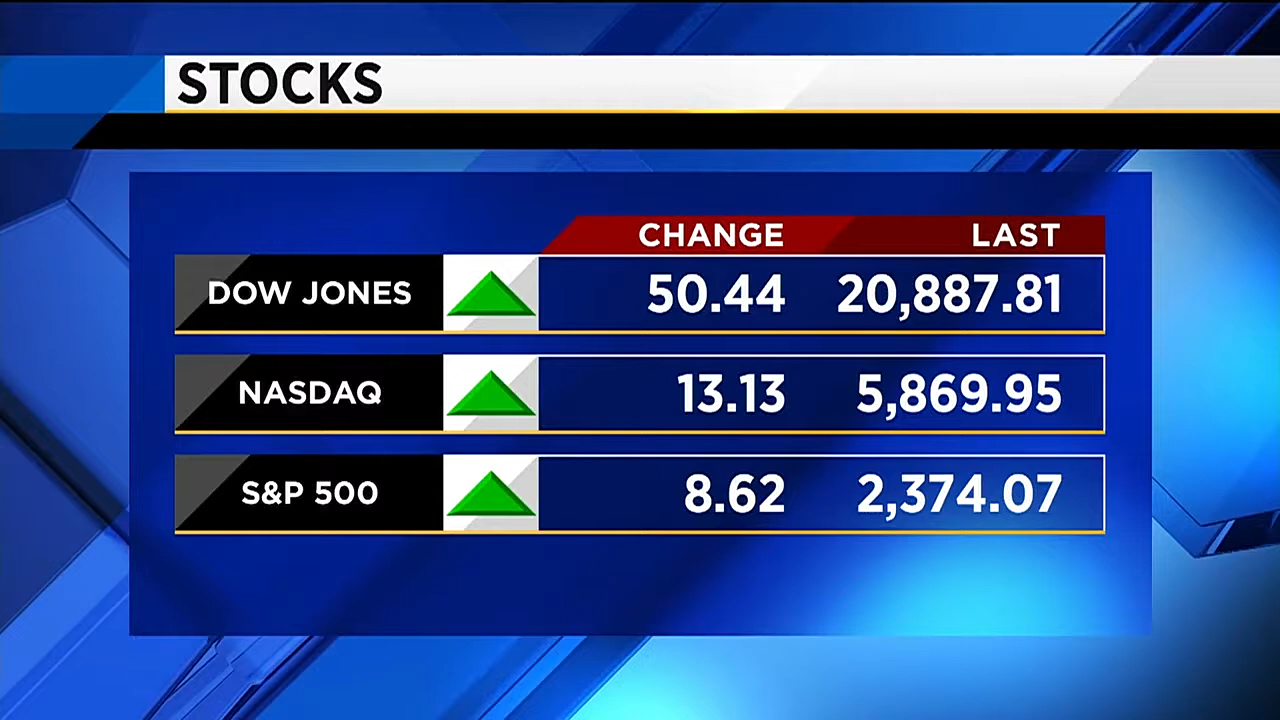 STOCKS
CHANGE LAST
DOW JONES 50.44 20,887.81
NASDAQ 13.13 5,869.95
S&P 500 8.62 2,374.07